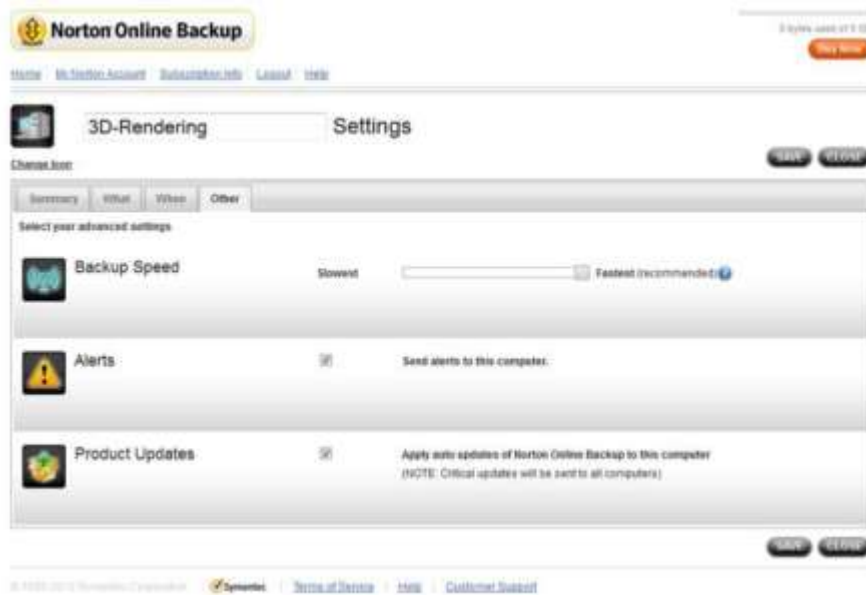 Norton Online Backup
Buy Now
Home My Norton Account Subscription Info Logout Help
3D-Rendering Settings
Change Icon
SAVE CLOSE
Summary What When Other
Select your advanced settings
Backup Speed Slowest Fastest (recommended)
Alerts Send alerts to this computer.
Product Updates Apply auto updates of Norton Online Backup to this computer
(NOTE: Critical updates will be sent to all computers)
SAVE CLOSE
Symantec Terms of Service Help Customer Support